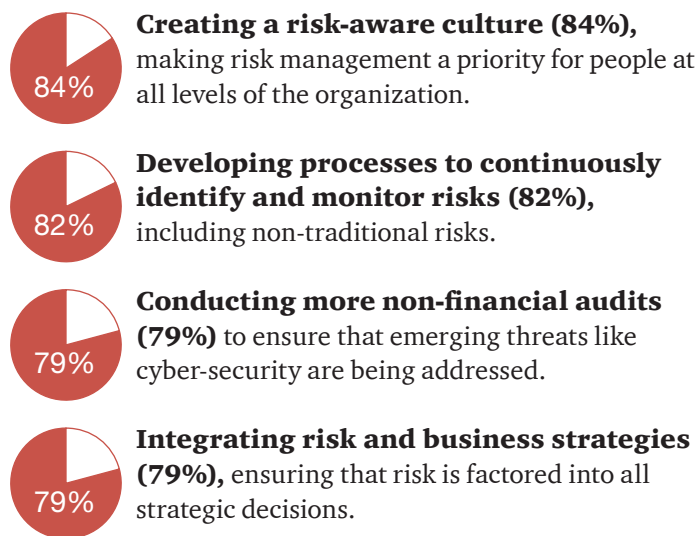 84%
Creating a risk-aware culture (84%),
making risk management a priority for people at
all levels of the organization.
82%
Developing processes to continuously
identify and monitor risks (82%),
including non-traditional risks.
79%
Conducting more non-financial audits
(79%) to ensure that emerging threats like
cyber-security are being addressed.
79%
Integrating risk and business strategies
(79%), ensuring that risk is factored into all
strategic decisions.